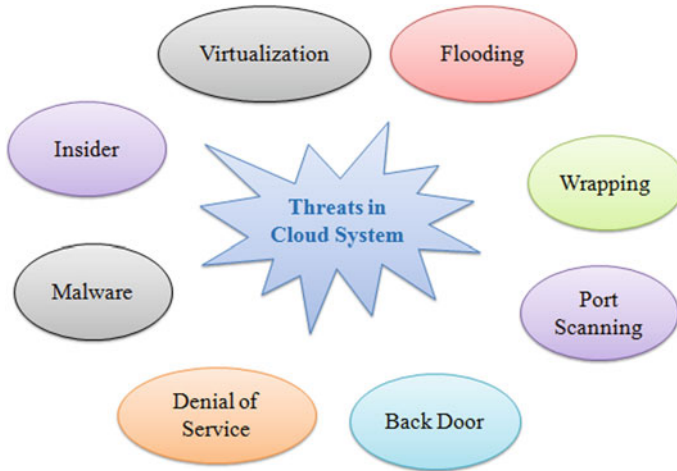 Virtualization
Flooding
Insider
Wrapping
Threats in
Cloud System
Malware
Port
Scanning
Denial of
Service
Back Door